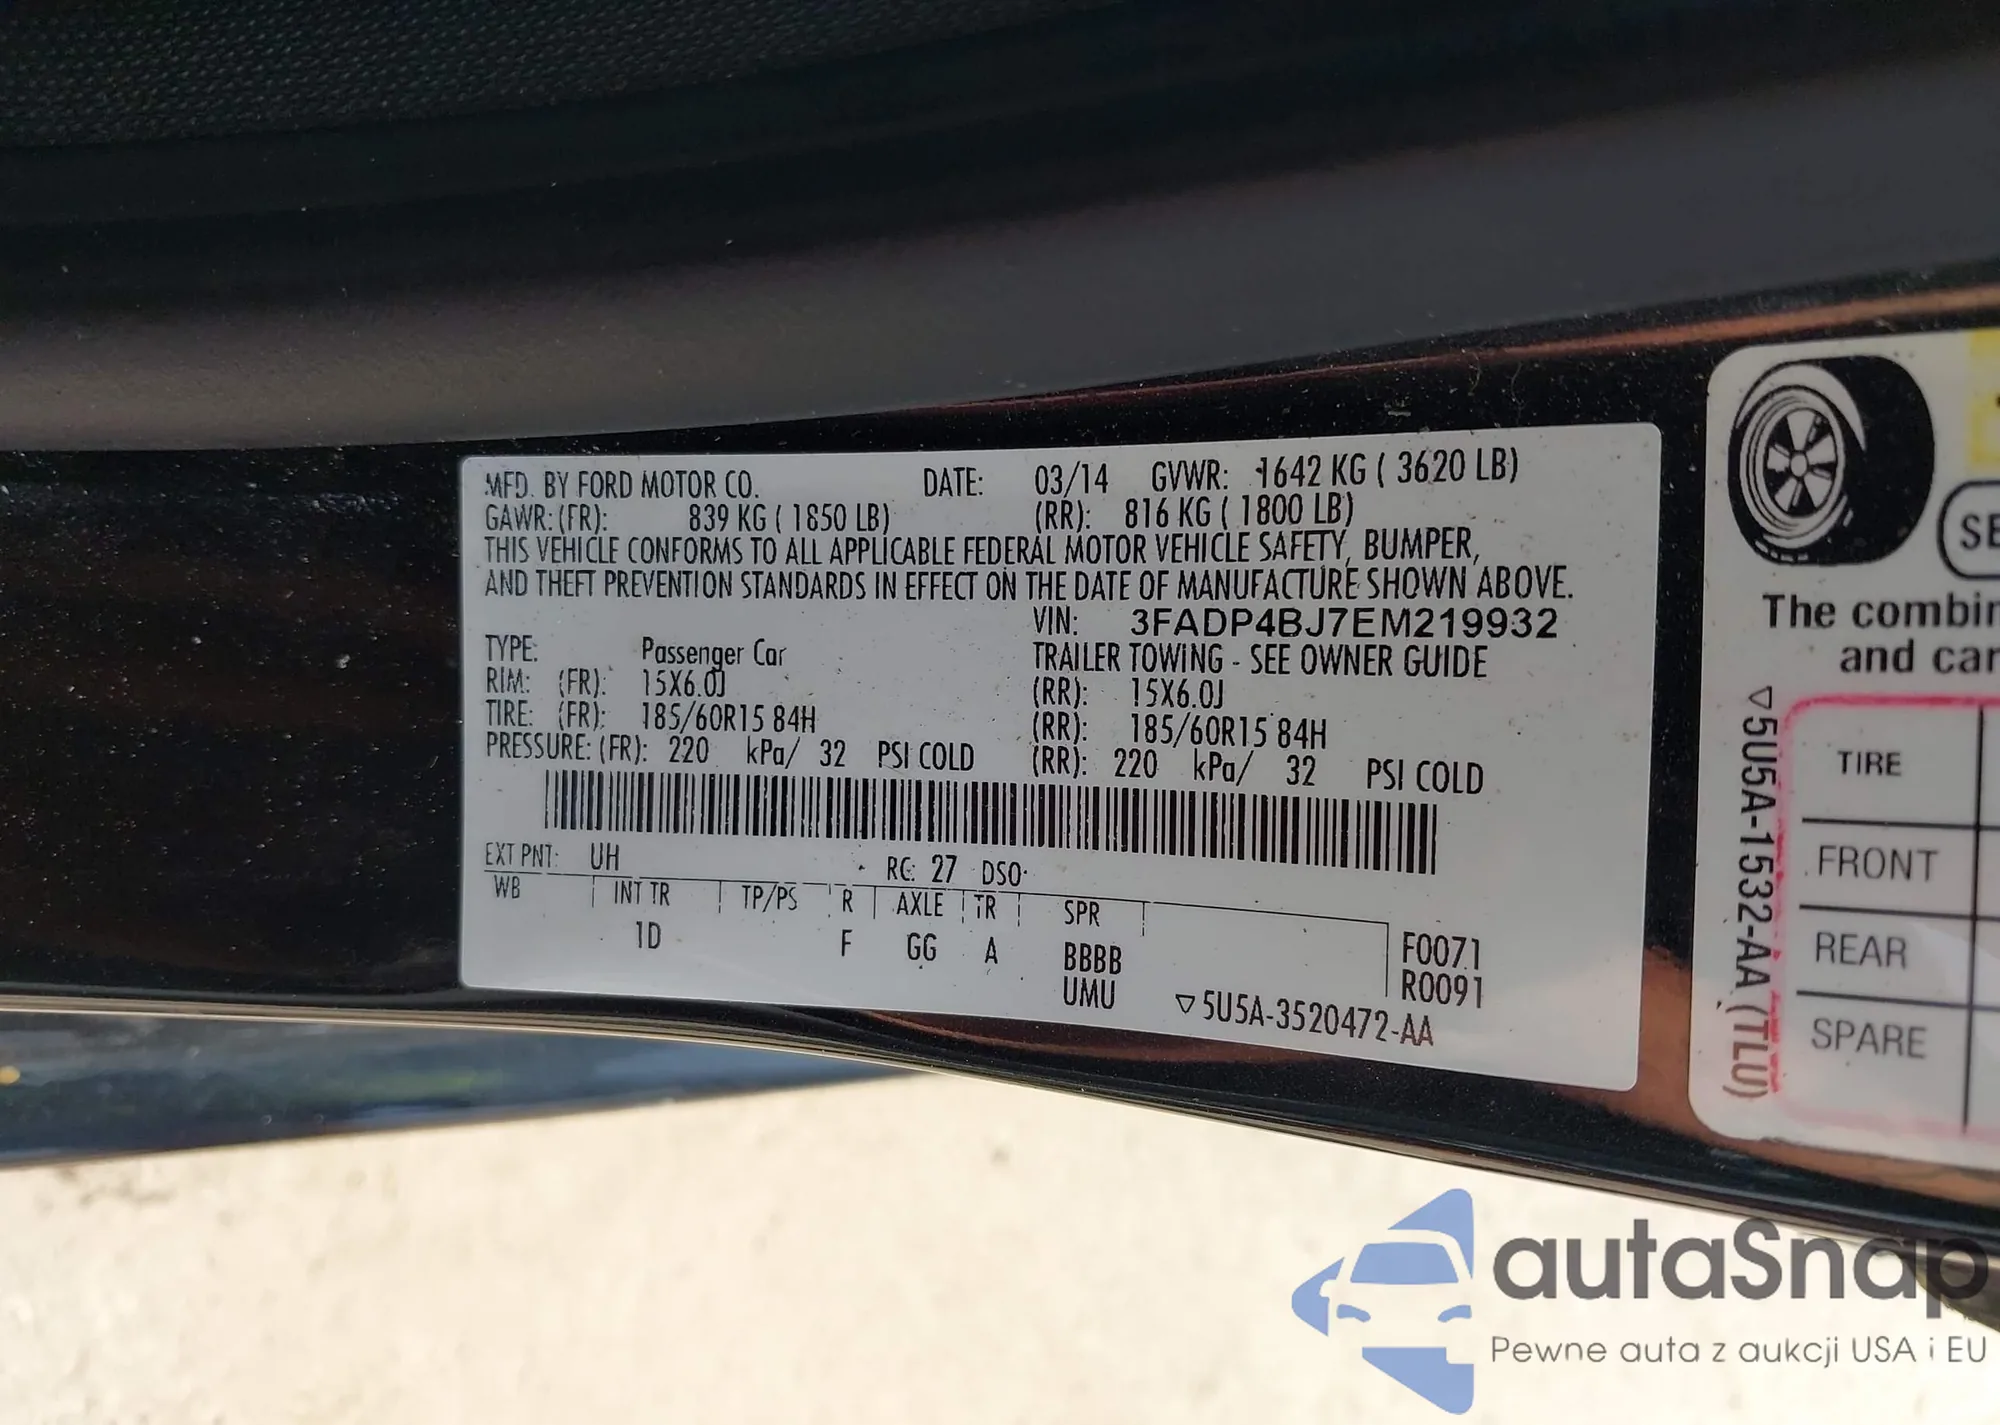 MFD. BY FORD MOTOR CO. DATE: 03/14 GVWR: 1642 KG ( 3620 LB)
GAWR: (FR): 839 KG ( 1850 LB) (RR): 816 KG ( 1800 LB)
THIS VEHICLE CONFORMS TO ALL APPLICABLE FEDERAL MOTOR VEHICLE SAFETY, BUMPER,
AND THEFT PREVENTION STANDARDS IN EFFECT ON THE DATE OF MANUFACTURE SHOWN ABOVE.
VIN: 3FADP4BJ7EM219932
TYPE: Passenger Car TRAILER TOWING - SEE OWNER GUIDE
RIM: (FR): 15X6.0J (RR): 15X6.0J
TIRE: (FR): 185/60R15 84H (RR): 185/60R15 84H
PRESSURE: (FR): 220 kPa/ 32 PSI COLD (RR): 220 kPa/ 32 PSI COLD
EXT PNT: UH RC: 27 DSO:
WB INT TR TP/PS R AXLE TR SPR
1D F GG A BBBB F0071
UMU R0091
5U5A-3520472-AA
SE
The combin
and car
TIRE
FRONT
REAR
SPARE
5U5A-1532-AA (TLU)
autaSnap
Pewne auta z aukcji USA i EU